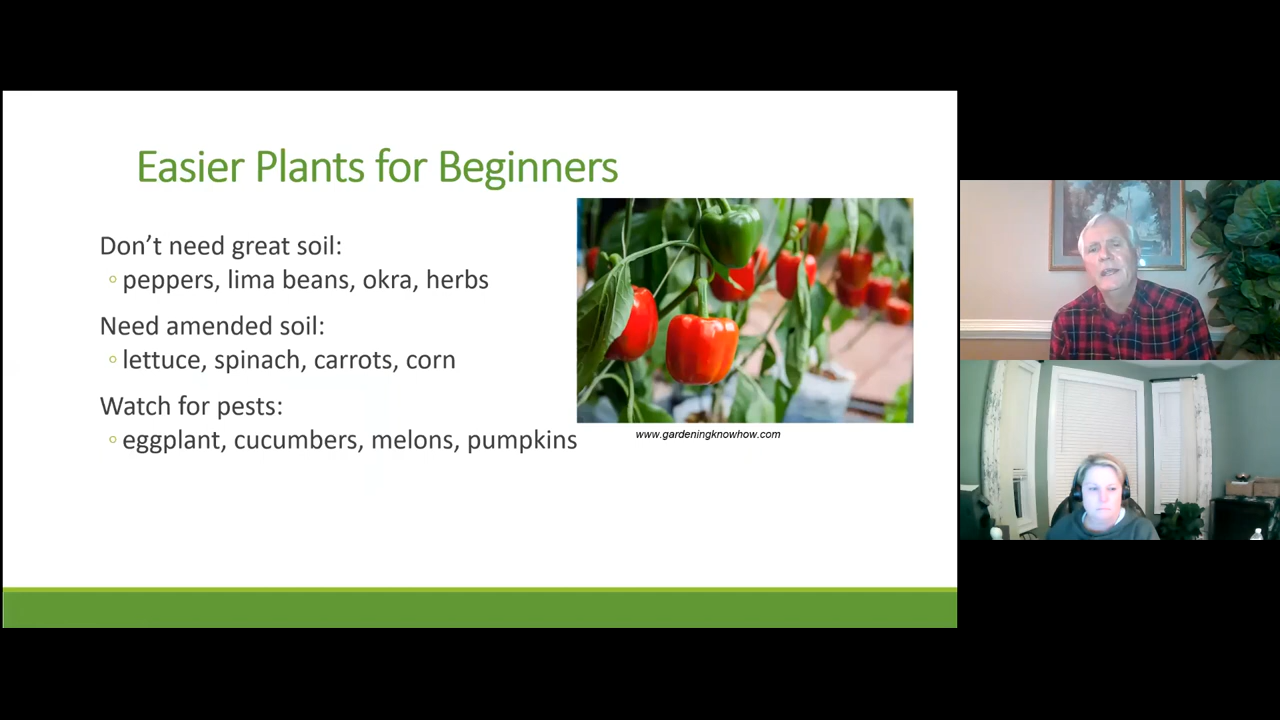 Easier Plants for Beginners
Don’t need great soil:
◦ peppers, lima beans, okra, herbs
Need amended soil:
◦ lettuce, spinach, carrots, corn
Watch for pests:
◦ eggplant, cucumbers, melons, pumpkins
www.gardeningknowhow.com